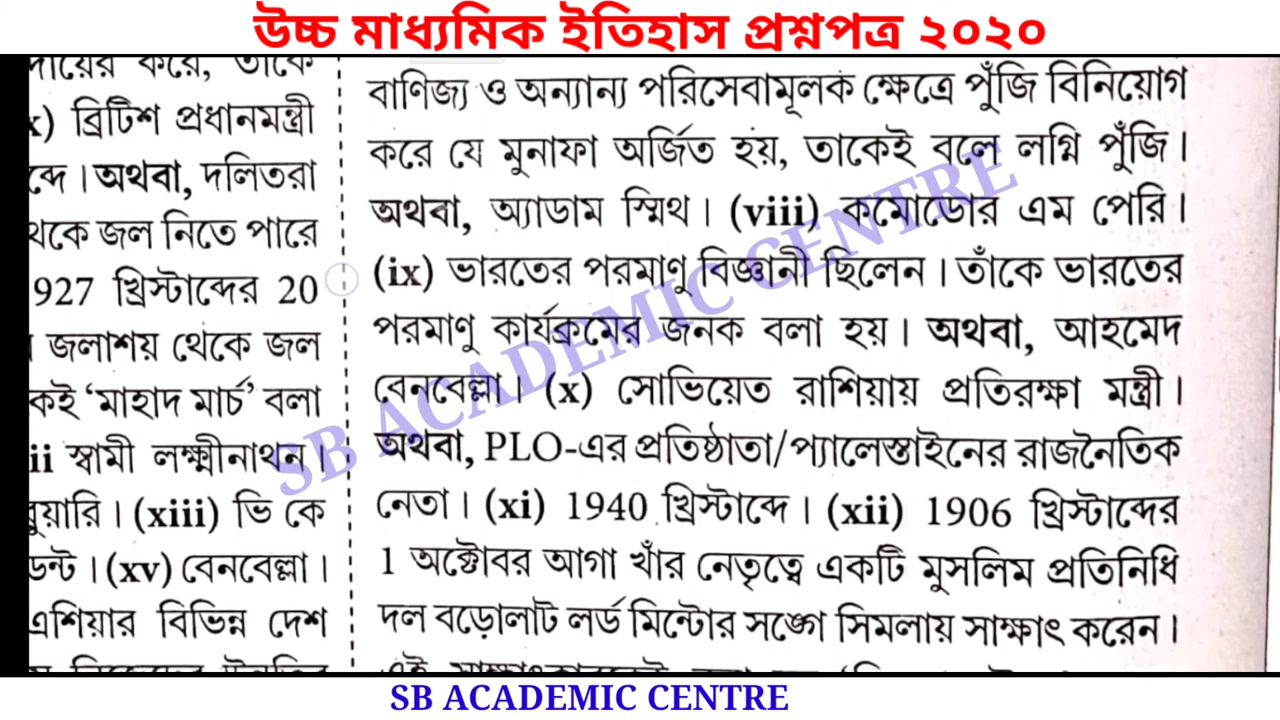 উচ্চ মাধ্যমিক ইতিহাস প্রশ্নপত্র ২০২০
দায়ের করে, তাকে
x) ব্রিটিশ প্রধানমন্ত্রী
ব্দে। অথবা, দলিতরা
থকে জল নিতে পারে
927 খ্রিস্টাব্দের 20
জলাশয় থেকে জল
কেই ‘মাহাদ মার্চ’ বলা
ii স্বামী লক্ষ্মীনাথন
বুয়ারি। (xiii) ভি কে
ডন্ট। (xv) বেনবেল্লা।
এশিয়ার বিভিন্ন দেশ
বাণিজ্য ও অন্যান্য পরিসেবামূলক ক্ষেত্রে পুঁজি বিনিয়োগ
করে যে মুনাফা অর্জিত হয়, তাকেই বলে লগ্নি পুঁজি।
অথবা, অ্যাডাম স্মিথ। (viii) কমোডোর এম পেরি।
(ix) ভারতের পরমাণু বিজ্ঞানী ছিলেন। তাঁকে ভারতের
পরমাণু কার্যক্রমের জনক বলা হয়। অথবা, আহমেদ
বেনবেল্লা। (x) সোভিয়েত রাশিয়ায় প্রতিরক্ষা মন্ত্রী।
অথবা, PLO-এর প্রতিষ্ঠাতা/প্যালেস্তাইনের রাজনৈতিক
নেতা। (xi) 1940 খ্রিস্টাব্দে। (xii) 1906 খ্রিস্টাব্দের
1 অক্টোবর আগা খাঁর নেতৃত্বে একটি মুসলিম প্রতিনিধি
দল বড়োলাট লর্ড মিন্টোর সঙ্গে সিমলায় সাক্ষাৎ করেন।
SB ACADEMIC CENTRE
SB ACADEMIC CENTRE